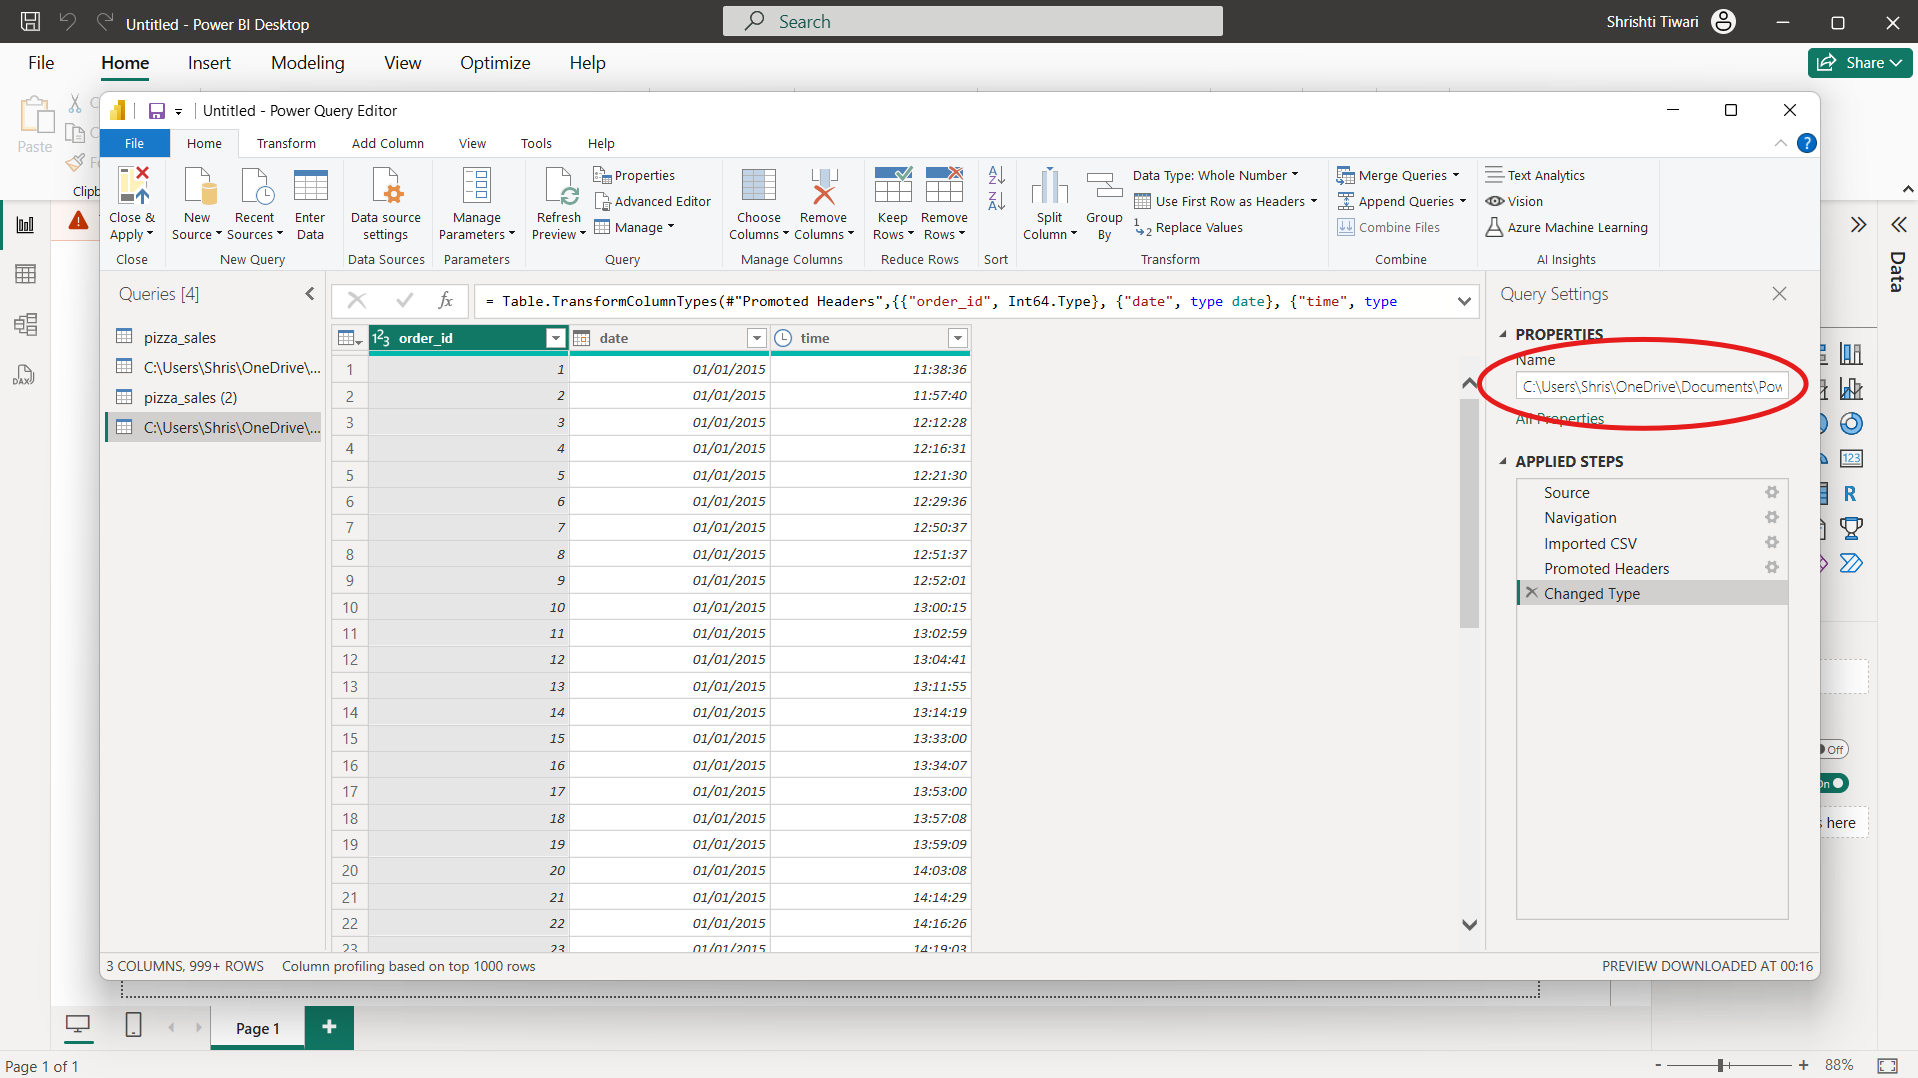 Untitled - Power BI Desktop
Search
Shrishti Tiwari
File Home Insert Modeling View Optimize Help
Share
Paste
Clipb
Untitled - Power Query Editor
File Home Transform Add Column View Tools Help
Close & Apply
New Source
Recent Sources
Enter Data
Data source settings
Manage Parameters
Refresh Preview
Properties
Advanced Editor
Manage
Choose Columns
Remove Columns
Keep Rows
Remove Rows
Split Column
Group By
Data Type: Whole Number
Use First Row as Headers
Replace Values
Merge Queries
Append Queries
Combine Files
Text Analytics
Vision
Azure Machine Learning
Close
New Query
Data Sources
Parameters
Query
Manage Columns
Reduce Rows
Sort
Transform
Combine
AI Insights
Queries [4]
pizza_sales
C:\Users\Shris\OneDrive\...
pizza_sales (2)
C:\Users\Shris\OneDrive\...
fx
= Table.TransformColumnTypes(#"Promoted Headers",{{"order_id", Int64.Type}, {"date", type date}, {"time", type
order_id date time
1 1 01/01/2015 11:38:36
2 2 01/01/2015 11:57:40
3 3 01/01/2015 12:12:28
4 4 01/01/2015 12:16:31
5 5 01/01/2015 12:21:30
6 6 01/01/2015 12:29:36
7 7 01/01/2015 12:50:37
8 8 01/01/2015 12:51:37
9 9 01/01/2015 12:52:01
10 10 01/01/2015 13:00:15
11 11 01/01/2015 13:02:59
12 12 01/01/2015 13:04:41
13 13 01/01/2015 13:11:55
14 14 01/01/2015 13:14:19
15 15 01/01/2015 13:33:00
16 16 01/01/2015 13:34:07
17 17 01/01/2015 13:53:00
18 18 01/01/2015 13:57:08
19 19 01/01/2015 13:59:09
20 20 01/01/2015 14:03:08
21 21 01/01/2015 14:14:29
22 22 01/01/2015 14:16:26
23 23 01/01/2015 14:19:03
Query Settings
PROPERTIES
Name
C:\Users\Shris\OneDrive\Documents\Pow
All Properties
APPLIED STEPS
Source
Navigation
Imported CSV
Promoted Headers
Changed Type
3 COLUMNS, 999+ ROWS
Column profiling based on top 1000 rows
PREVIEW DOWNLOADED AT 00:16
Data
123
R
Off
On
here
DAX
Page 1
Page 1 of 1
88%